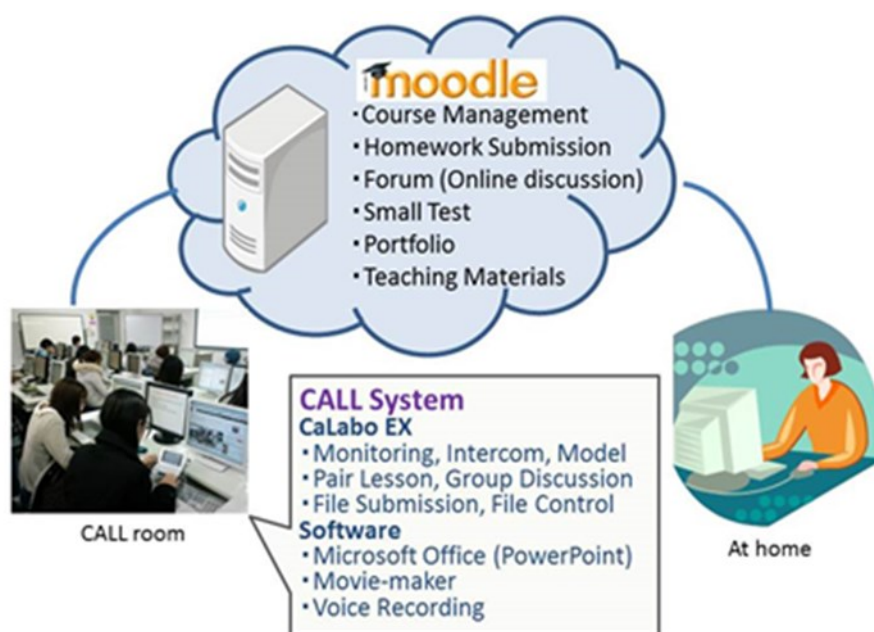 moodle
・Course Management
・Homework Submission
・Forum (Online discussion)
・Small Test
・Portfolio
・Teaching Materials
CALL room
CALL System
CaLabo EX
・Monitoring, Intercom, Model
・Pair Lesson, Group Discussion
・File Submission, File Control
Software
・Microsoft Office (PowerPoint)
・Movie-maker
・Voice Recording
At home